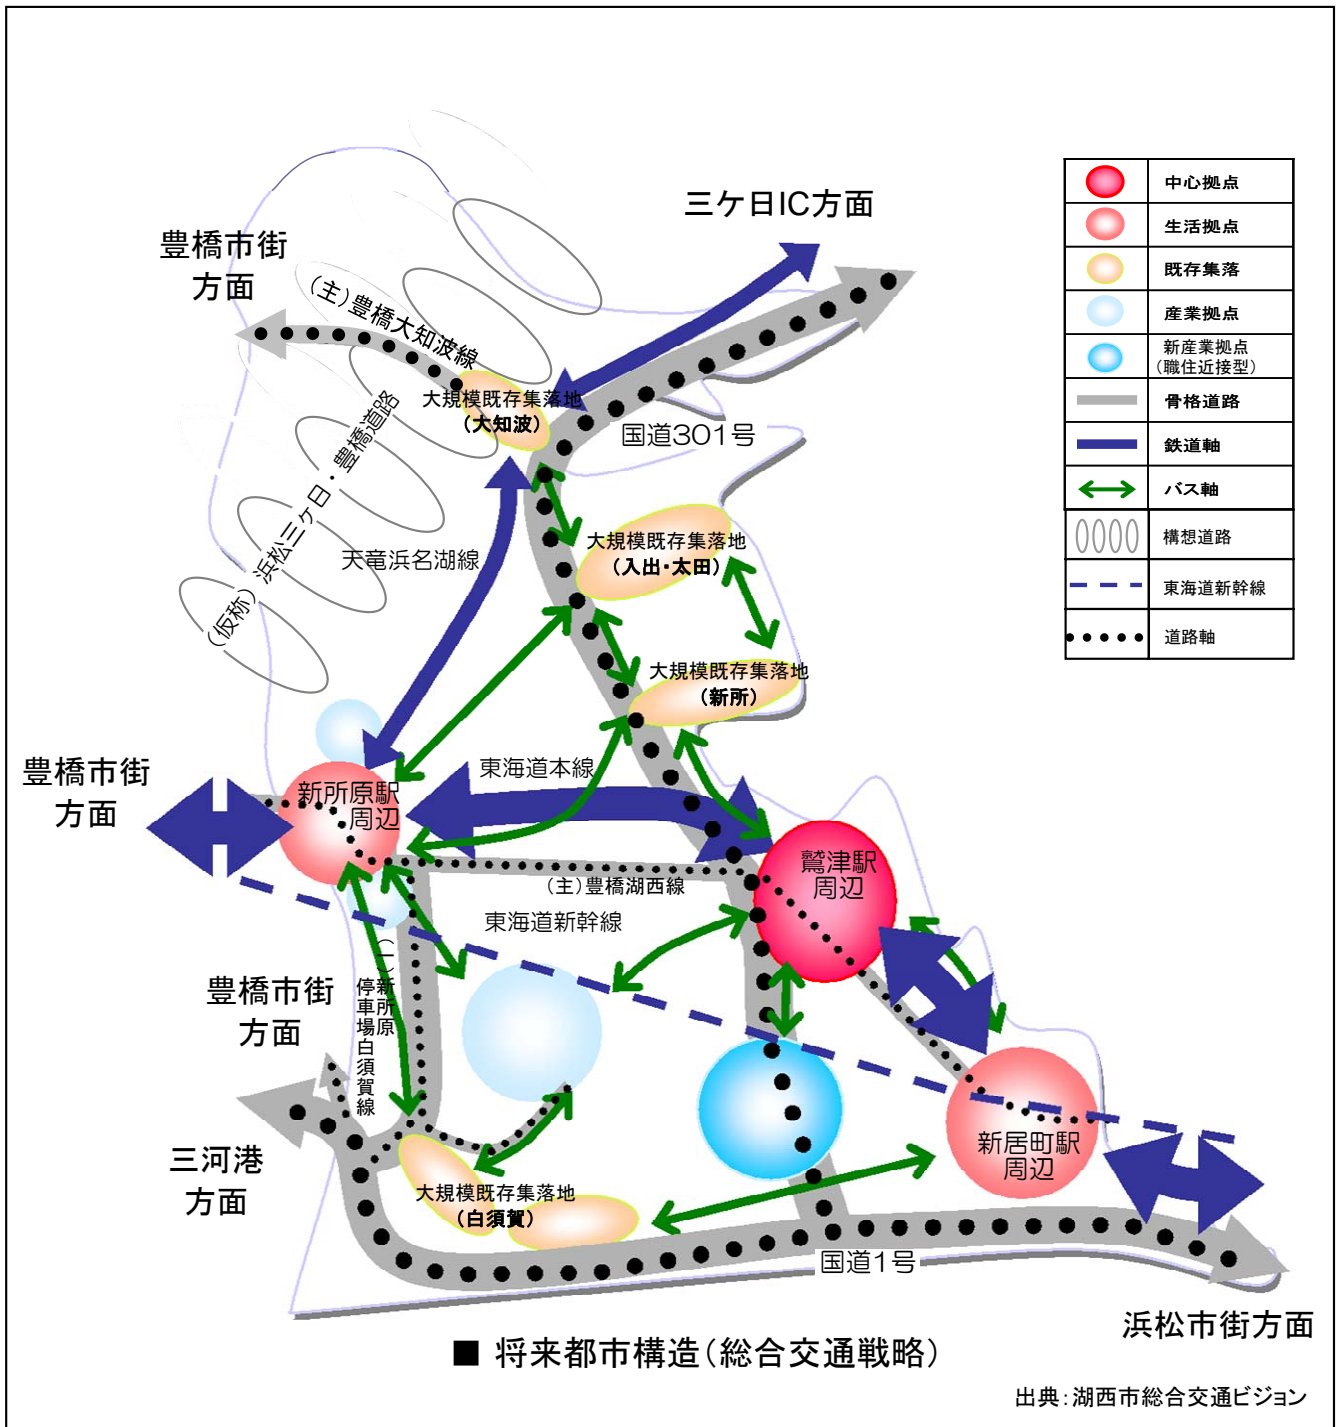 三ケ日IC方面
豊橋市街
方面
(主)豊橋大知波線
大規模既存集落地
(大知波)
国道301号
(仮称)浜松三ケ日・豊橋道路
天竜浜名湖線
大規模既存集落地
(入出・太田)
大規模既存集落地
(新所)
豊橋市街
方面
新所原駅
周辺
東海道本線
鷲津駅
周辺
(主)豊橋湖西線
東海道新幹線
豊橋市街
方面
(一)新所原
停車場白須賀線
三河港
方面
大規模既存集落地
(白須賀)
新居町駅
周辺
国道1号
浜松市街方面
中心拠点
生活拠点
既存集落
産業拠点
新産業拠点
(職住近接型)
骨格道路
鉄道軸
バス軸
構想道路
東海道新幹線
道路軸
■ 将来都市構造(総合交通戦略)
出典:湖西市総合交通ビジョン